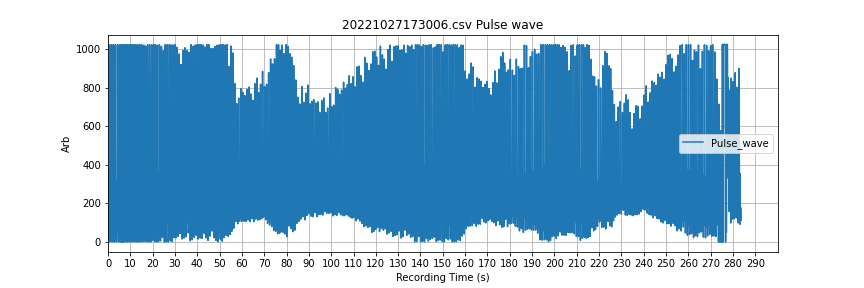 20221027173006.csv Pulse wave
1000
800
600
400
200
0
Arb
Pulse_wave
0 10 20 30 40 50 60 70 80 90 100 110 120 130 140 150 160 170 180 190 200 210 220 230 240 250 260 270 280 290
Recording Time (s)